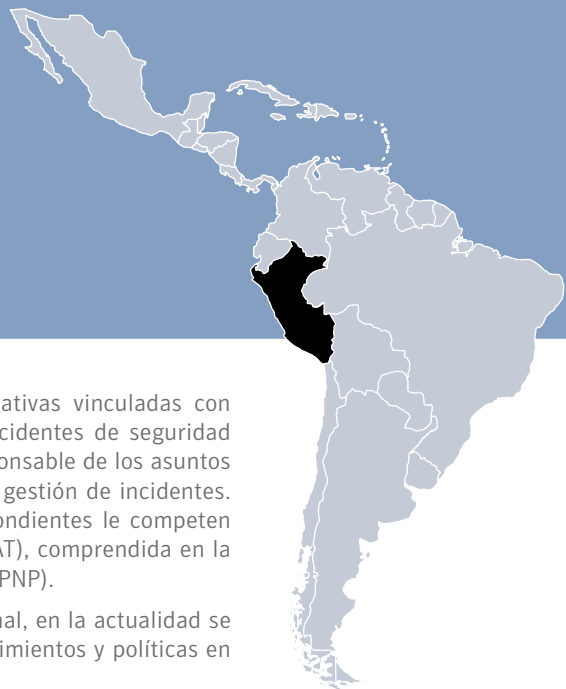 ativas vinculadas con
cidentes de seguridad
onsable de los asuntos
gestión de incidentes.
ondientes le competen
AT), comprendida en la
PNP).
nal, en la actualidad se
imientos y políticas en